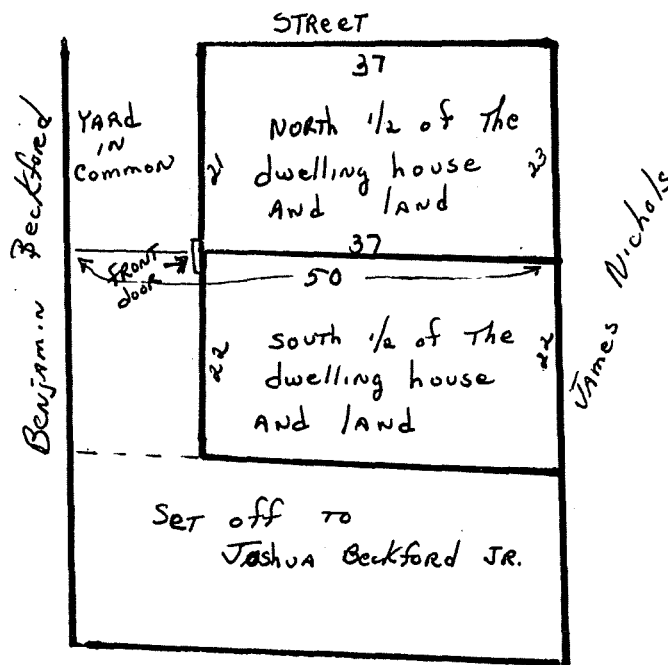 STReeT
37
YARd
IN
Common
21
NORTH 1/2 of The
dwelling house
AND lAND
23
37
FRONT
dooR
50
22
SOUTH 1/2 of The
dwelling house
AND lAND
22
SeT off To
JoshuA BeckfoRd JR.
BeNjAmiN BeckfoRd
JAmes Nichols